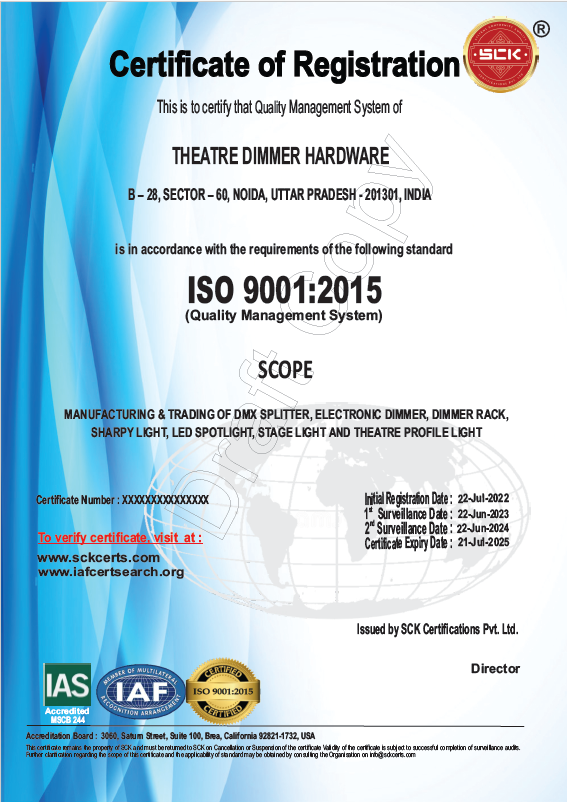 ®
SCK
Certificate of Registration
This is to certify that Quality Management System of
THEATRE DIMMER HARDWARE
B – 28, SECTOR – 60, NOIDA, UTTAR PRADESH - 201301, INDIA
is in accordance with the requirements of the following standard
ISO 9001:2015
(Quality Management System)
Draft Copy
SCOPE
MANUFACTURING & TRADING OF DMX SPLITTER, ELECTRONIC DIMMER, DIMMER RACK,
SHARPY LIGHT, LED SPOTLIGHT, STAGE LIGHT AND THEATRE PROFILE LIGHT
Certificate Number : XXXXXXXXXXXXXXX
Initial Registration Date : 22-Jul-2022
1st Surveillance Date : 22-Jun-2023
2nd Surveillance Date : 22-Jun-2024
Certificate Expiry Date : 21-Jul-2025
To verify certificate, visit at :
www.sckcerts.com
www.iafcertsearch.org
Issued by SCK Certifications Pvt. Ltd.
Director
IAS
Accredited
MSCB 244
MEMBER OF MULTILATERAL
IAF
RECOGNITION ARRANGEMENT
CERTIFIED
ISO 9001:2015
CERTIFIED
Accreditation Board : 3060, Saturn Street, Suite 100, Brea, California 92821-1732, USA
This certificate remains the property of SCK and must be returned to SCK on Cancellation or Suspension of the certificate Validity of the certificate is subject to successful completion of surveillance audits.
Further clarification regarding the scope of this certificate and the applicability of standard may be obtained by consulting the Organisation on info@sckcerts.com